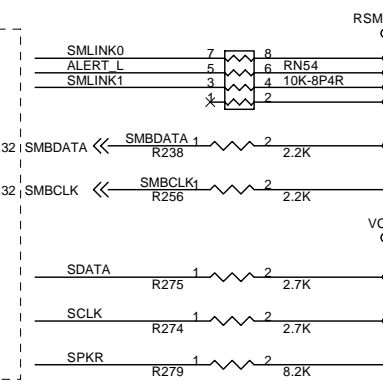 RSM
SMLINK0 7 8
ALERT_L 5 6 RN54
SMLINK1 3 4 10K-8P4R
1 2
32 SMBDATA SMBDATA 1 2
R238 2.2K
32 SMBCLK SMBCLK 1 2
R256 2.2K
VC
SDATA 1 2
R275 2.7K
SCLK 1 2
R274 2.7K
SPKR 1 2
R279 8.2K